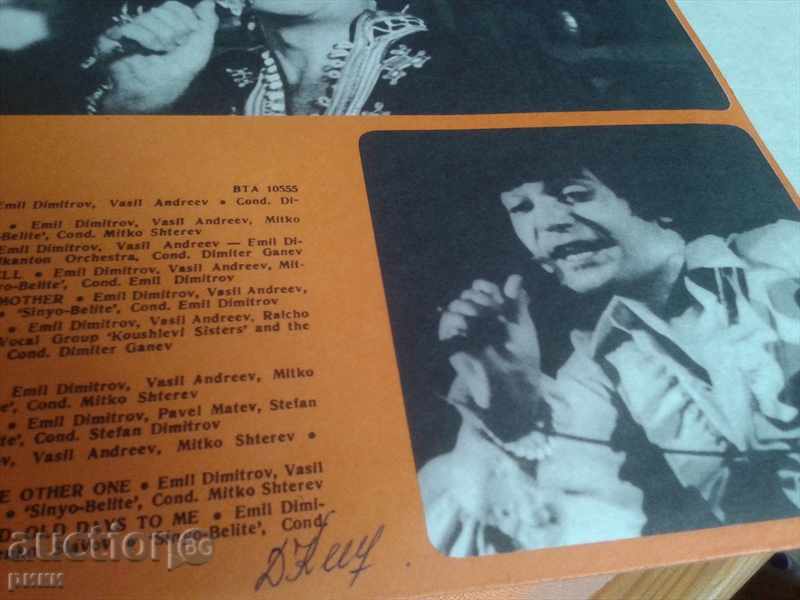 BTA 10555
Emil Dimitrov, Vasil Andreev • Cond. Di-
• Emil Dimitrov, Vasil Andreev, Mitko
-Belite', Cond. Mitko Shterev
Emil Dimitrov, Vasil Andreev — Emil Di-
lkanton Orchestra, Cond. Dimiter Ganev
ELL • Emil Dimitrov, Vasil Andreev, Mit-
nyo-Belite', Cond. Emil Dimitrov
MOTHER • Emil Dimitrov, Vasil Andreev,
• 'Sinyo-Belite', Cond. Emil Dimitrov
• Emil Dimitrov, Vasil Andreev, Raicho
Vocal Group 'Koushlevi Sisters' and the
Cond. Dimiter Ganev
Emil Dimitrov, Vasil Andreev, Mitko
e', Cond. Mitko Shterev
• Emil Dimitrov, Pavel Matev, Stefan
ite', Cond. Stefan Dimitrov
ov, Vasil Andreev, Mitko Shterev •
E OTHER ONE • Emil Dimitrov, Vasil
• 'Sinyo-Belite', Cond. Mitko Shterev
D OLD DAYS TO ME • Emil Dimi-
'Sinyo-Belite', Cond
auction BG